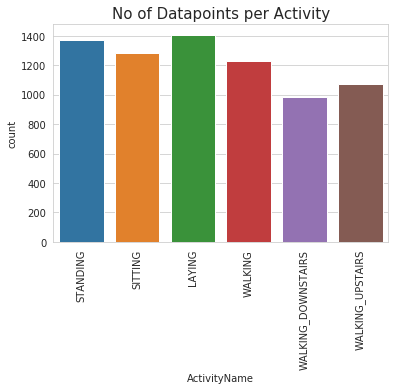 No of Datapoints per Activity
1400
1200
1000
800
600
400
200
0
count
STANDING
SITTING
LAYING
WALKING
WALKING_DOWNSTAIRS
WALKING_UPSTAIRS
ActivityName